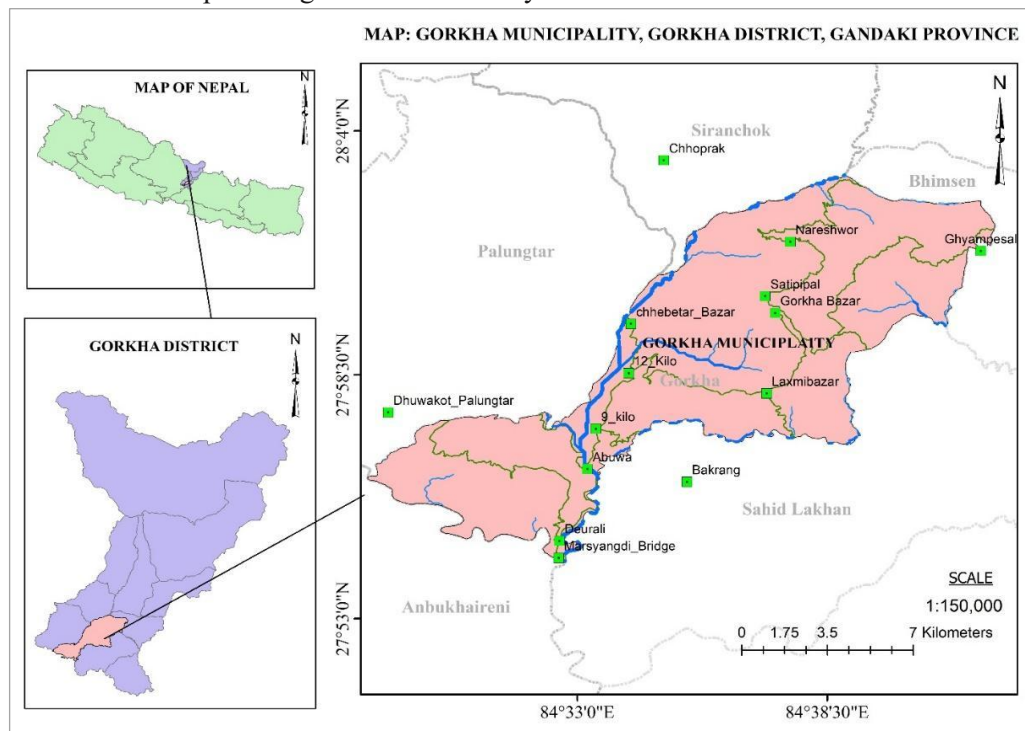 MAP: GORKHA MUNICIPALITY, GORKHA DISTRICT, GANDAKI PROVINCE
MAP OF NEPAL
N
GORKHA DISTRICT
N
N
28°4'0"N
27°58'30"N
27°53'0"N
84°33'0"E
84°38'30"E
Siranchok
Chhoprak
Bhimsen
Palungtar
Nareshwor
Ghyampesal
Satipipal
Gorkha Bazar
chhebetar_Bazar
GORKHA MUNICIPLAITY
12_Kilo
Gorkha
Laxmibazar
Dhuwakot_Palungtar
9_kilo
Abuwa
Bakrang
Sahid Lakhan
Deurali
Marsyangdi_Bridge
Anbukhaireni
SCALE
1:150,000
0 1.75 3.5 7 Kilometers